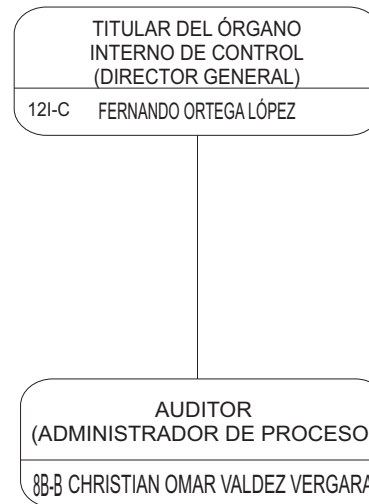 TITULAR DEL ÓRGANO
INTERNO DE CONTROL
(DIRECTOR GENERAL)
12I-C FERNANDO ORTEGA LÓPEZ
AUDITOR
(ADMINISTRADOR DE PROCESO
8B-B CHRISTIAN OMAR VALDEZ VERGARA